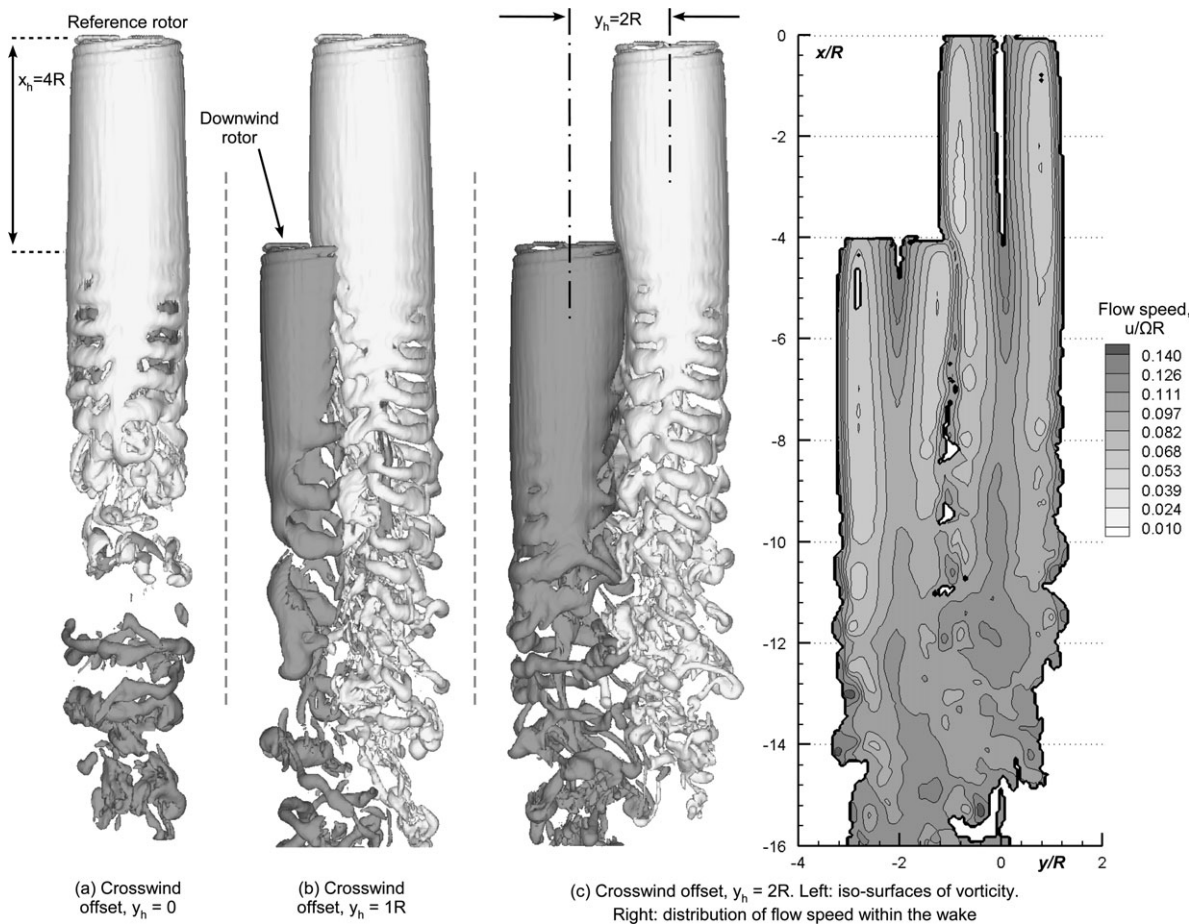 Reference rotor
x_h=4R
Downwind
rotor
y_h=2R
x/R
0
-2
-4
-6
-8
-10
-12
-14
-16
-4
-2
0
y/R
2
Flow speed,
u/ΩR
0.140
0.126
0.111
0.097
0.082
0.068
0.053
0.039
0.024
0.010
(a) Crosswind
offset, y_h = 0
(b) Crosswind
offset, y_h = 1R
(c) Crosswind offset, y_h = 2R. Left: iso-surfaces of vorticity.
Right: distribution of flow speed within the wake